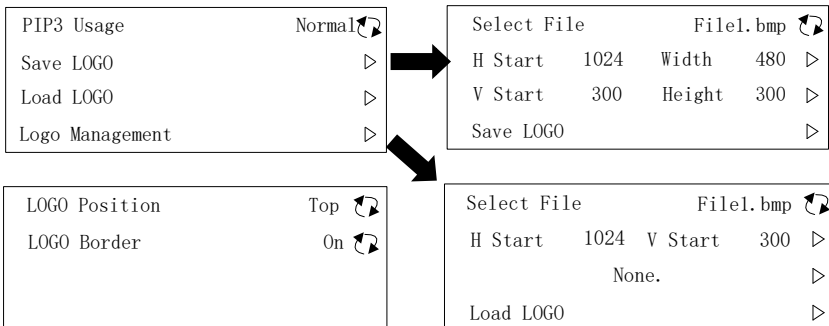 PIP3 Usage Normal
Save LOGO
Load LOGO
Logo Management
Select File File1.bmp
H Start 1024 Width 480
V Start 300 Height 300
Save LOGO
LOGO Position Top
LOGO Border On
Select File File1.bmp
H Start 1024 V Start 300
None.
Load LOGO